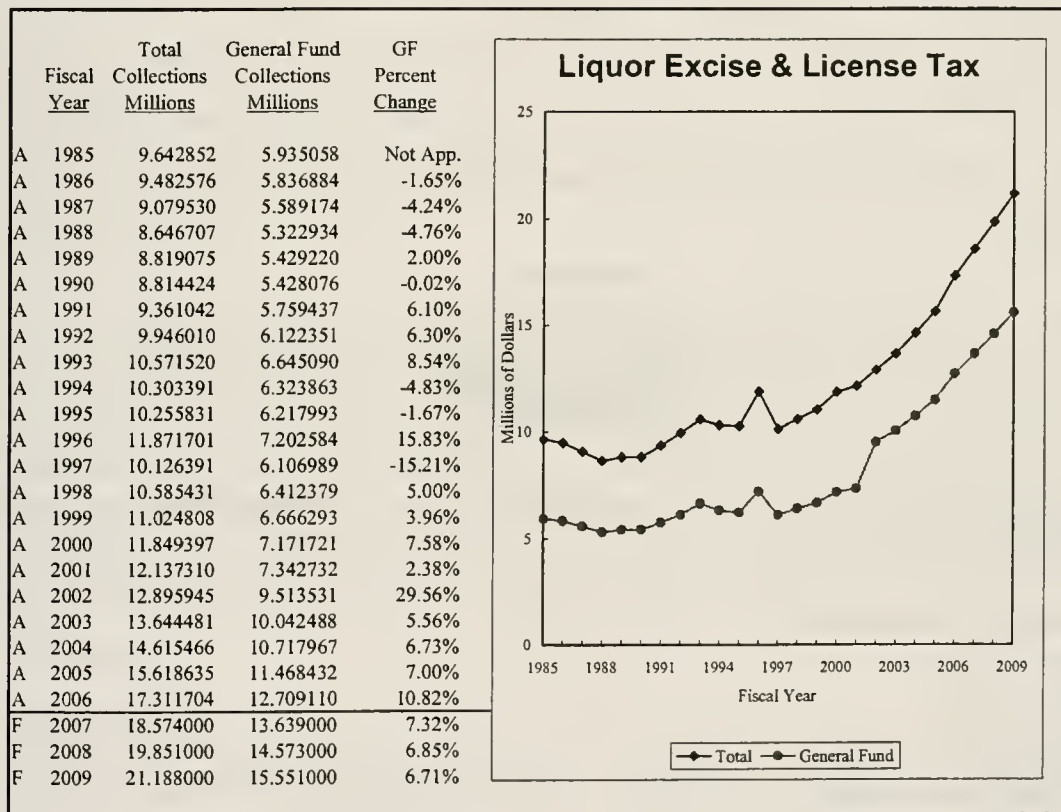 Total General Fund GF
Fiscal Collections Collections Percent
Year Millions Millions Change
A 1985 9.642852 5.935058 Not App.
A 1986 9.482576 5.836884 -1.65%
A 1987 9.079530 5.589174 -4.24%
A 1988 8.646707 5.322934 -4.76%
A 1989 8.819075 5.429220 2.00%
A 1990 8.814424 5.428076 -0.02%
A 1991 9.361042 5.759437 6.10%
A 1992 9.946010 6.122351 6.30%
A 1993 10.571520 6.645090 8.54%
A 1994 10.303391 6.323863 -4.83%
A 1995 10.255831 6.217993 -1.67%
A 1996 11.871701 7.202584 15.83%
A 1997 10.126391 6.106989 -15.21%
A 1998 10.585431 6.412379 5.00%
A 1999 11.024808 6.666293 3.96%
A 2000 11.849397 7.171721 7.58%
A 2001 12.137310 7.342732 2.38%
A 2002 12.895945 9.513531 29.56%
A 2003 13.644481 10.042488 5.56%
A 2004 14.615466 10.717967 6.73%
A 2005 15.618635 11.468432 7.00%
A 2006 17.311704 12.709110 10.82%
F 2007 18.574000 13.639000 7.32%
F 2008 19.851000 14.573000 6.85%
F 2009 21.188000 15.551000 6.71%
Liquor Excise & License Tax
25
20
15
10
5
0
Millions of Dollars
1985 1988 1991 1994 1997 2000 2003 2006 2009
Fiscal Year
Total General Fund